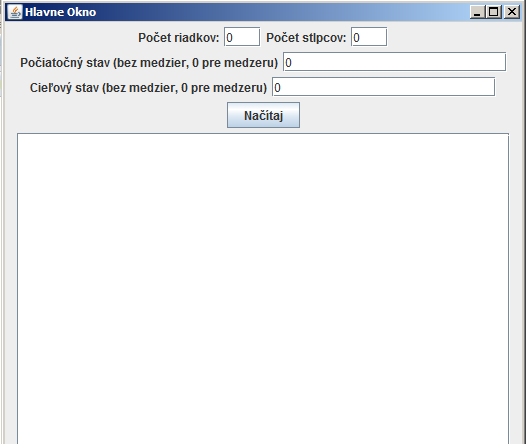 Hlavne Okno
Počet riadkov: 0 Počet stlpcov: 0
Počiatočný stav (bez medzier, 0 pre medzeru) 0
Cieľový stav (bez medzier, 0 pre medzeru) 0
Načítaj